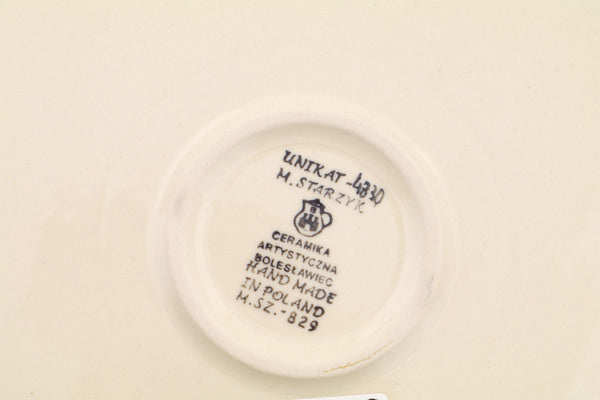 UNIKAT-4830
M.STARZYK
CERAMIKA
ARTYSTYCZNA
BOLESŁAWIEC
HAND MADE
IN POLAND
M.SZ.-829